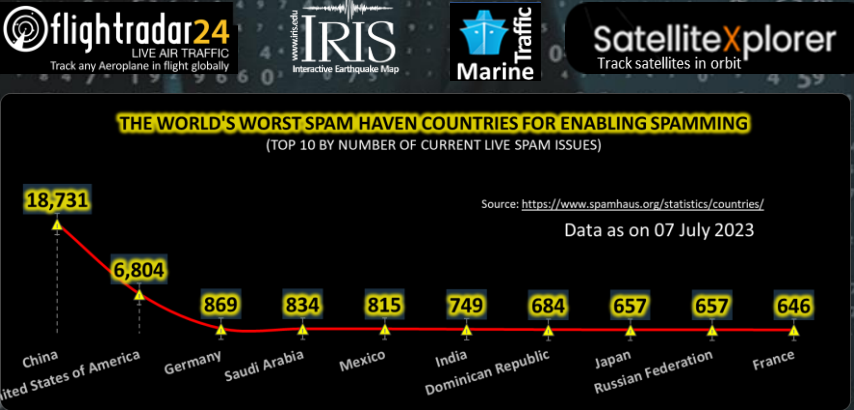 flightradar24
LIVE AIR TRAFFIC
Track any Aeroplane in flight globally
www.iris.edu
IRIS
Interactive Earthquake Map
Marine
Traffic
SatelliteXplorer
Track satellites in orbit
THE WORLD'S WORST SPAM HAVEN COUNTRIES FOR ENABLING SPAMMING
(TOP 10 BY NUMBER OF CURRENT LIVE SPAM ISSUES)
Source: https://www.spamhaus.org/statistics/countries/
Data as on 07 July 2023
18,731
6,804
869
834
815
749
684
657
657
646
China
nited States of America
Germany
Saudi Arabia
Mexico
India
Dominican Republic
Japan
Russian Federation
France